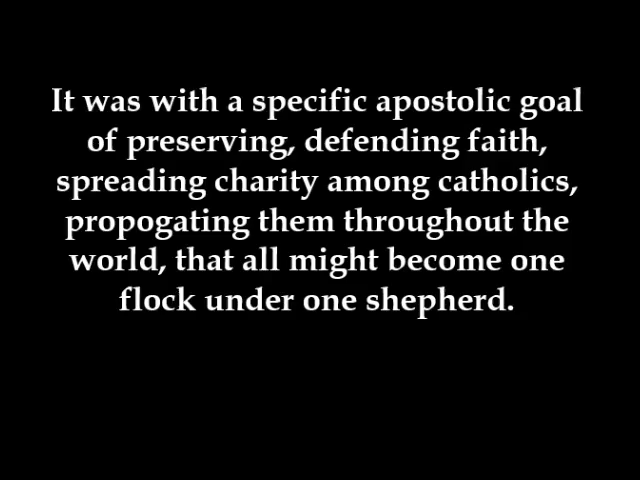 It was with a specific apostolic goal
of preserving, defending faith,
spreading charity among catholics,
propogating them throughout the
world, that all might become one
flock under one shepherd.